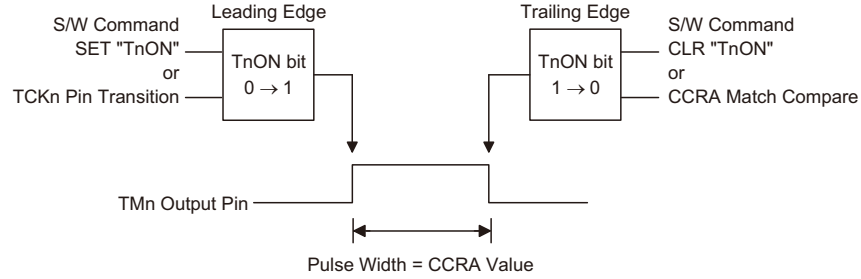 Leading Edge
S/W Command
SET "TnON"
or
TCKn Pin Transition
TnON bit
0 → 1
Trailing Edge
TnON bit
1 → 0
S/W Command
CLR "TnON"
or
CCRA Match Compare
TMn Output Pin
Pulse Width = CCRA Value